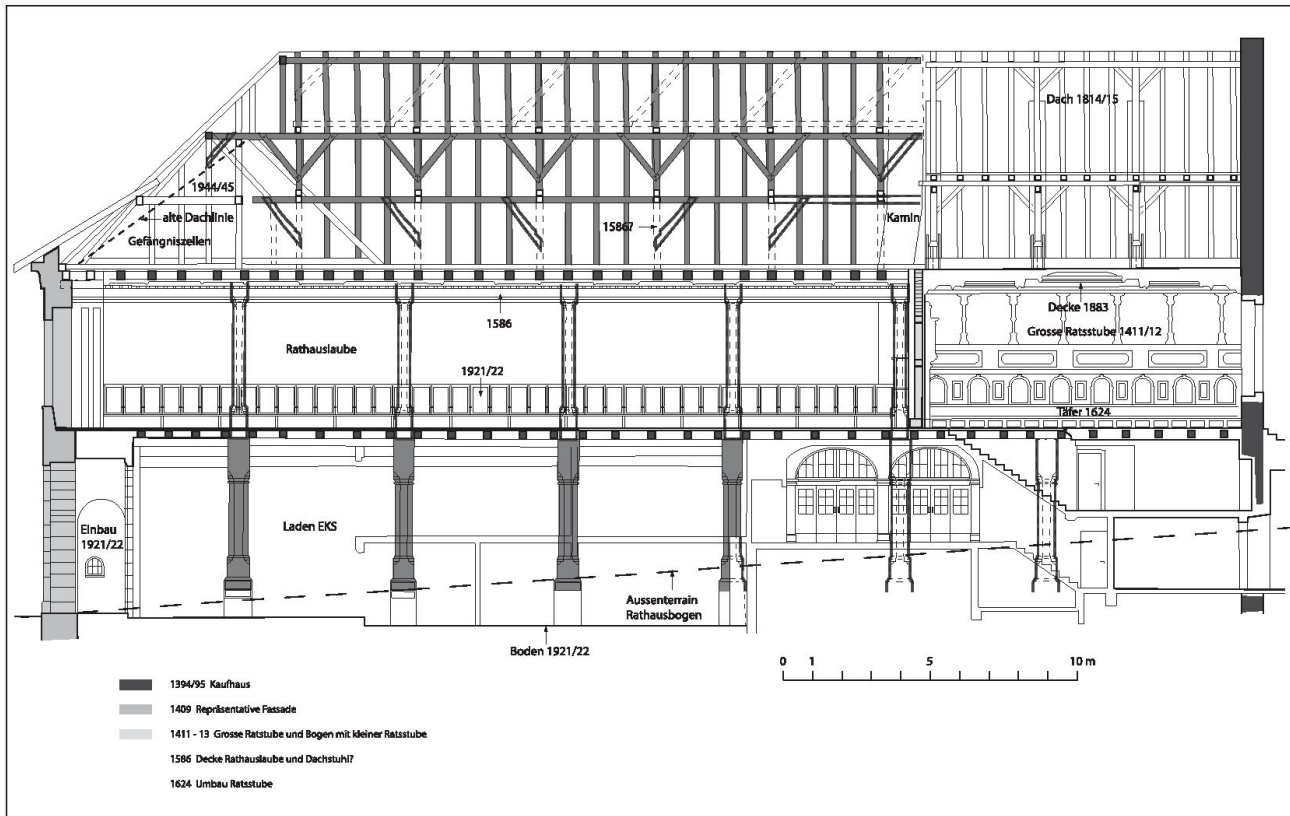 Dach 1814/15
1944/45
alte Dachlinie
Gefängniszellen
1586?
Kamin
1586
Decke 1883
Grosse Ratsstube 1411/12
Rathauslaube
1921/22
Täfer 1624
Einbau
1921/22
Laden EKS
Aussenterrain
Rathausbogen
Boden 1921/22
0 1 5 10 m
1394/95 Kaufhaus
1409 Repräsentative Fassade
1411 - 13 Grosse Ratstube und Bogen mit kleiner Ratsstube
1586 Decke Rathauslaube und Dachstuhl?
1624 Umbau Ratsstube